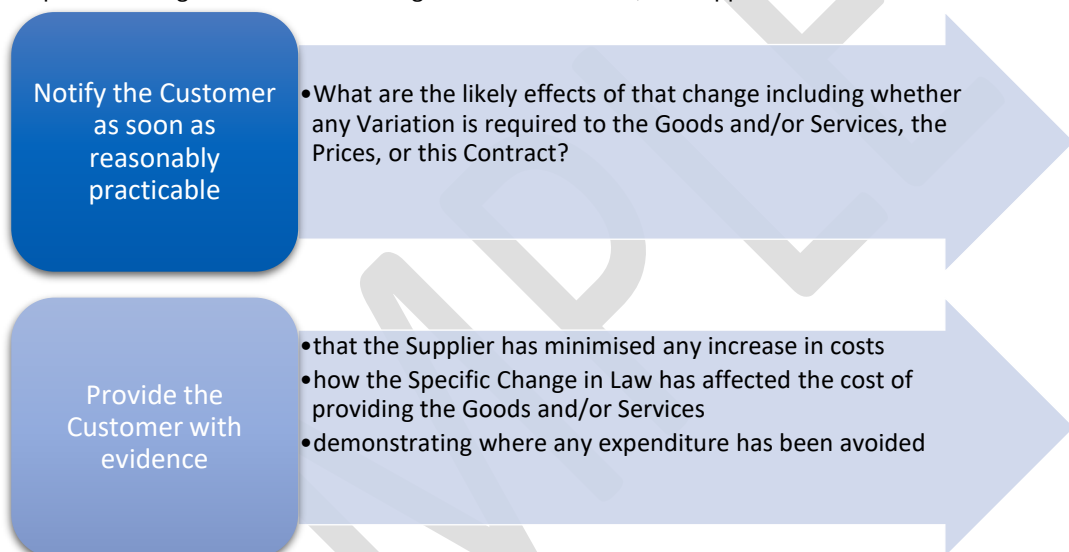 Notify the Customer
as soon as
reasonably
practicable
•What are the likely effects of that change including whether
any Variation is required to the Goods and/or Services, the
Prices, or this Contract?
Provide the
Customer with
evidence
•that the Supplier has minimised any increase in costs
•how the Specific Change in Law has affected the cost of
providing the Goods and/or Services
•demonstrating where any expenditure has been avoided